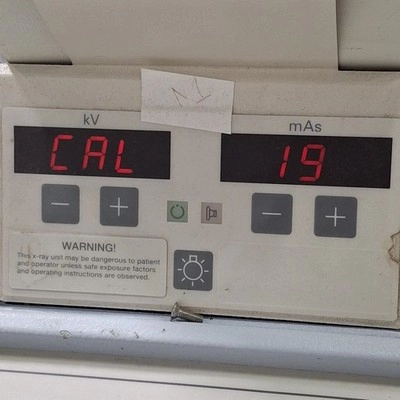 kV
mAs
CAL
19
WARNING!
This x-ray unit may be dangerous to patient
and operator unless safe exposure factors
and operating instructions are observed.